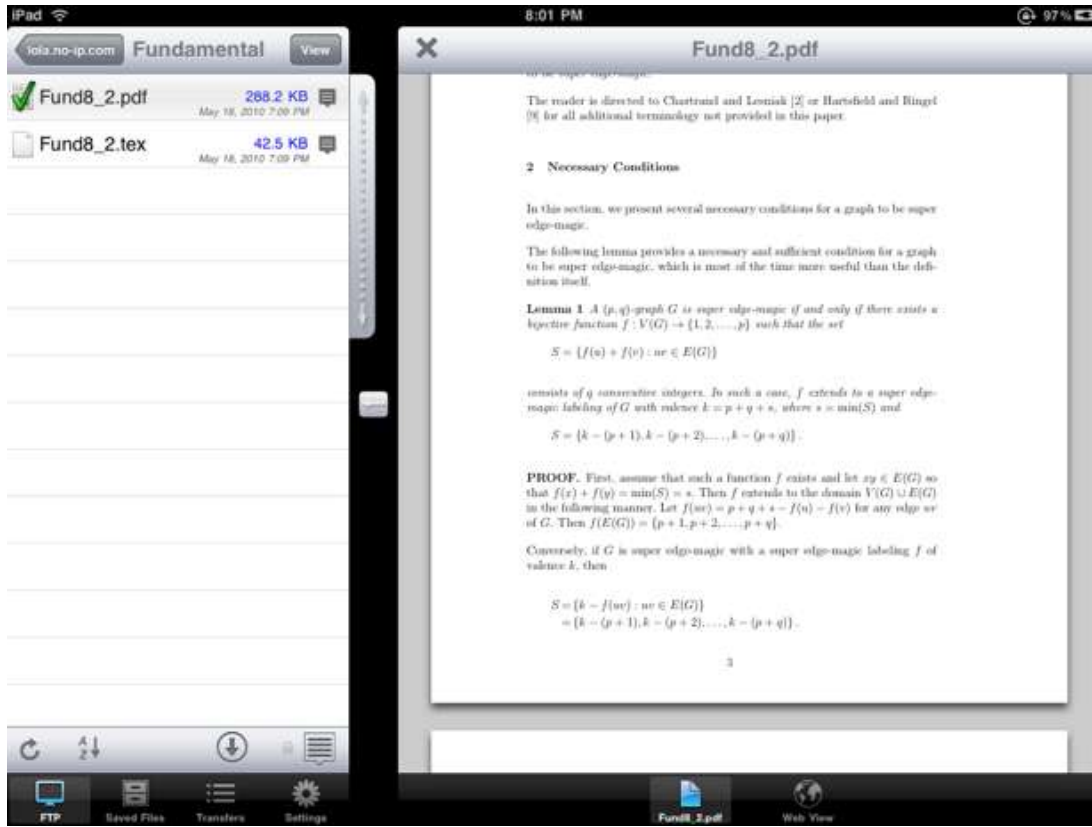 iPad 8:01 PM 97%
lola.no-ip.com Fundamental View
Fund8_2.pdf 288.2 KB
May 18, 2010 7:09 PM
Fund8_2.tex 42.5 KB
May 18, 2010 7:09 PM
FTP Saved Files Transfers Settings
Fund8_2.pdf
to be super edge-magic.
The reader is directed to Chartrand and Lesniak [2] or Hartsfield and Ringel
[9] for all additional terminology not provided in this paper.
2 Necessary Conditions
In this section, we present several necessary conditions for a graph to be super
edge-magic.
The following lemma provides a necessary and sufficient condition for a graph
to be super edge-magic, which is most of the time more useful than the defi-
nition itself.
Lemma 1 A (p, q)-graph G is super edge-magic if and only if there exists a
bijective function f : V(G) → {1, 2, . . . , p} such that the set
S = {f(u) + f(v) : uv ∈ E(G)}
consists of q consecutive integers. In such a case, f extends to a super edge-
magic labeling of G with valence k = p + q + s, where s = min(S) and
S = {k − (p + 1), k − (p + 2), . . . , k − (p + q)} .
PROOF. First, assume that such a function f exists and let xy ∈ E(G) so
that f(x) + f(y) = min(S) = s. Then f extends to the domain V(G) ∪ E(G)
in the following manner. Let f(uv) = p + q + s − f(u) − f(v) for any edge uv
of G. Then f(E(G)) = {p + 1, p + 2, . . . , p + q}.
Conversely, if G is super edge-magic with a super edge-magic labeling f of
valence k, then
S = {k − f(uv) : uv ∈ E(G)}
= {k − (p + 1), k − (p + 2), . . . , k − (p + q)} .
3
Fund8_2.pdf Web View